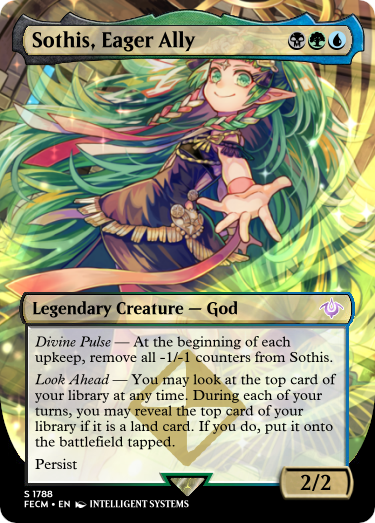 Sothis, Eager Ally
Legendary Creature — God
Divine Pulse — At the beginning of each
upkeep, remove all -1/-1 counters from Sothis.
Look Ahead — You may look at the top card of
your library at any time. During each of your
turns, you may reveal the top card of your
library if it is a land card. If you do, put it onto
the battlefield tapped.
Persist
2/2
S 1788
FECM • EN INTELLIGENT SYSTEMS